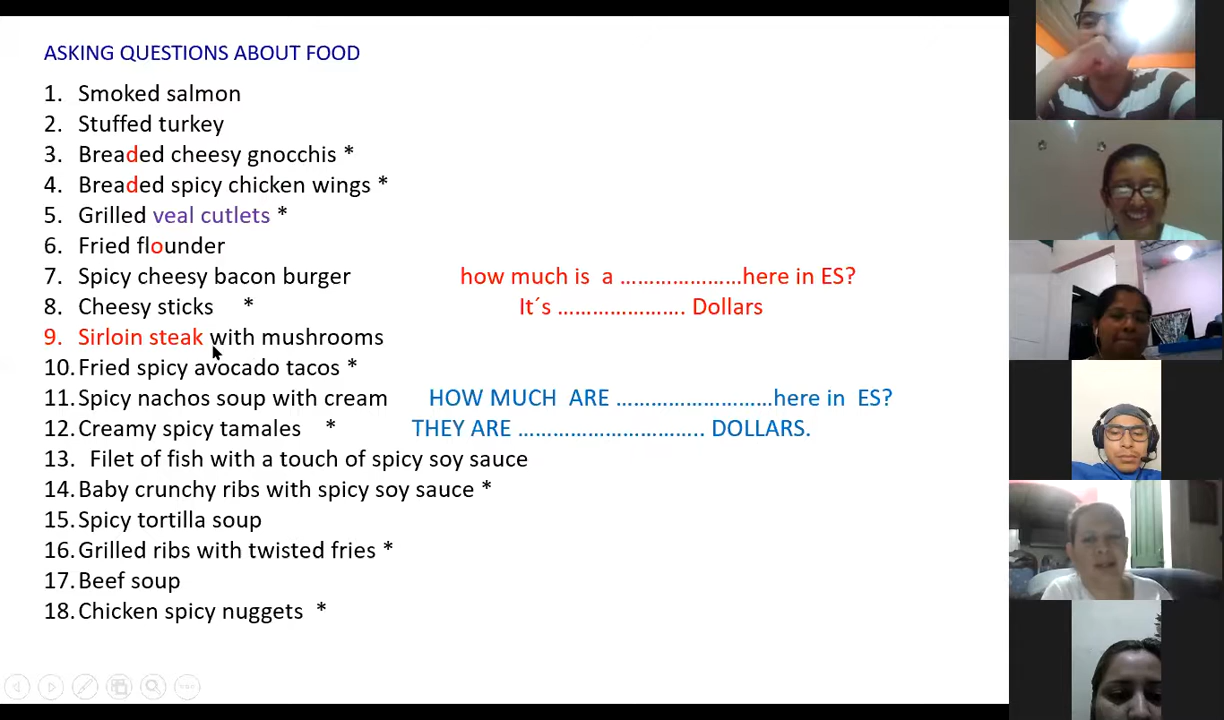 ASKING QUESTIONS ABOUT FOOD
1. Smoked salmon
2. Stuffed turkey
3. Breaded cheesy gnocchis *
4. Breaded spicy chicken wings *
5. Grilled veal cutlets *
6. Fried flounder
7. Spicy cheesy bacon burger
how much is a .....................here in ES?
8. Cheesy sticks *
It´s ...................... Dollars
9. Sirloin steak with mushrooms
10. Fried spicy avocado tacos *
11. Spicy nachos soup with cream
HOW MUCH ARE ...........................here in ES?
12. Creamy spicy tamales *
THEY ARE ................................ DOLLARS.
13. Filet of fish with a touch of spicy soy sauce
14. Baby crunchy ribs with spicy soy sauce *
15. Spicy tortilla soup
16. Grilled ribs with twisted fries *
17. Beef soup
18. Chicken spicy nuggets *